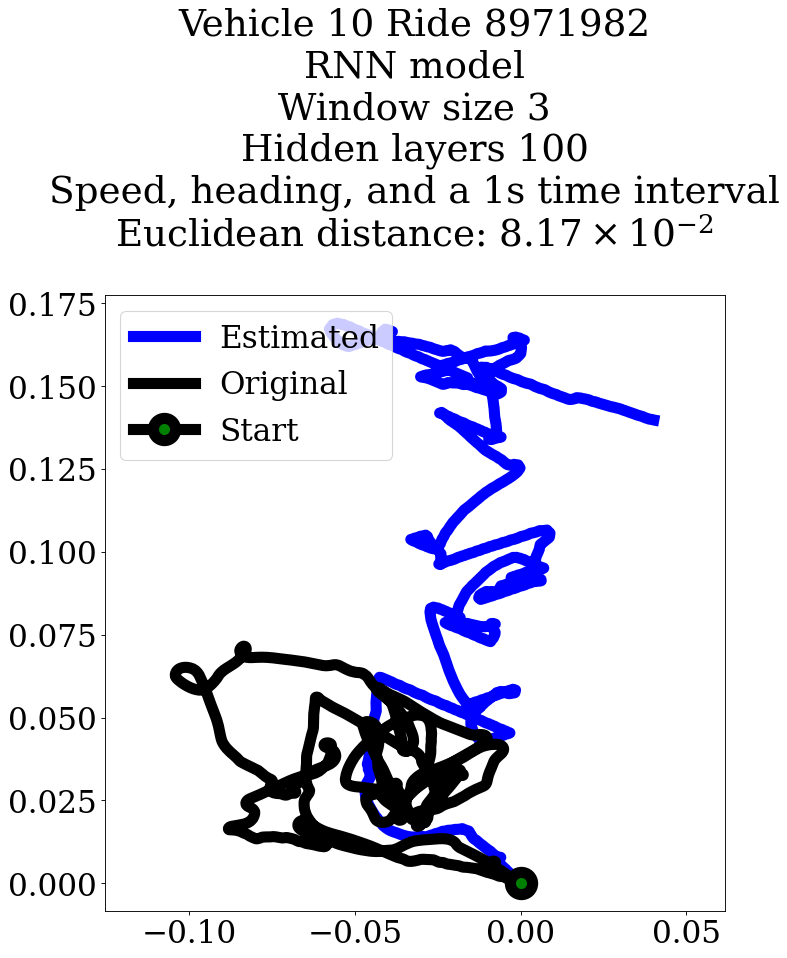 Vehicle 10 Ride 8971982
RNN model
Window size 3
Hidden layers 100
Speed, heading, and a 1s time interval
Euclidean distance: 8.17 × 10⁻²
0.175
0.150
0.125
0.100
0.075
0.050
0.025
0.000
Estimated
Original
Start
−0.10 −0.05 0.00 0.05